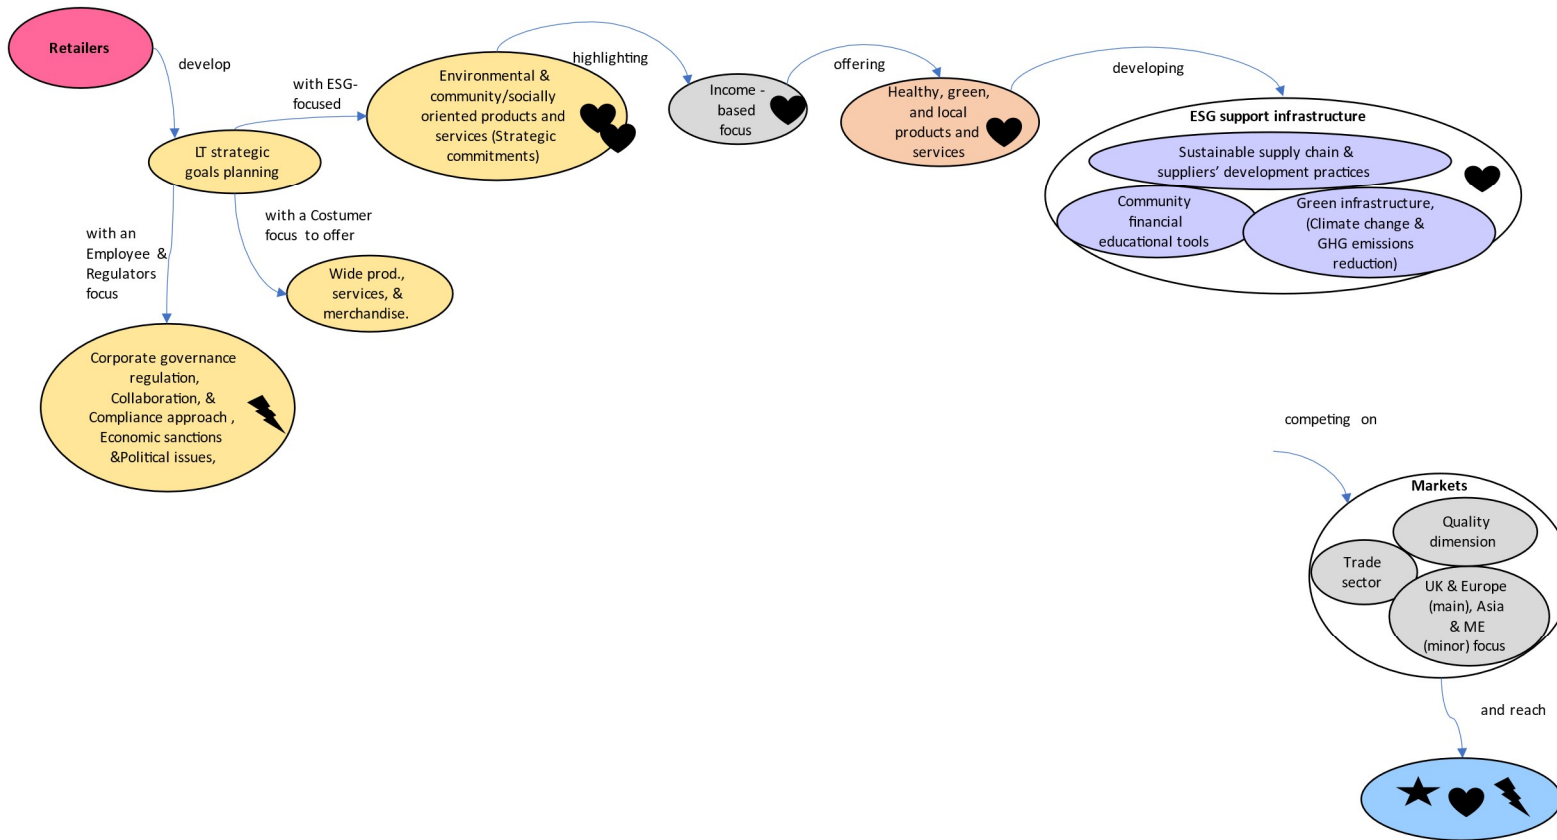 Retailers
develop
LT strategic
goals planning
with ESG-
focused
Environmental &
community/socially
oriented products and
services (Strategic
commitments)
highlighting
Income -
based
focus
offering
Healthy, green,
and local
products and
services
developing
ESG support infrastructure
Sustainable supply chain &
suppliers’ development practices
Community
financial
educational tools
Green infrastructure,
(Climate change &
GHG emissions
reduction)
with a Costumer
focus to offer
Wide prod.,
services, &
merchandise.
with an
Employee &
Regulators
focus
Corporate governance
regulation,
Collaboration, &
Compliance approach ,
Economic sanctions
&Political issues,
competing on
Markets
Quality
dimension
Trade
sector
UK & Europe
(main), Asia
& ME
(minor) focus
and reach